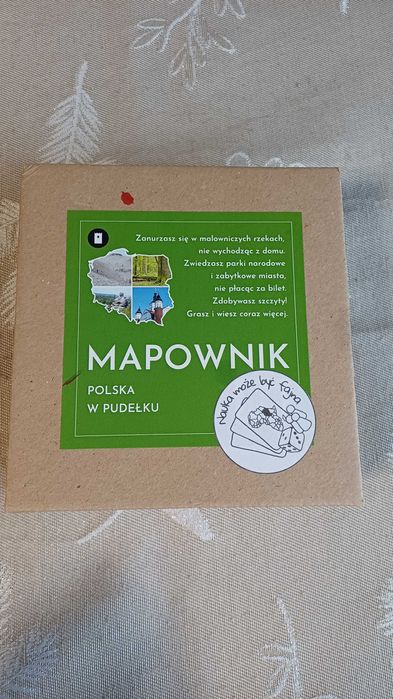 Zanurzasz się w malowniczych rzekach,
nie wychodząc z domu.
Zwiedzasz parki narodowe
i zabytkowe miasta,
nie płacąc za bilet.
Zdobywasz szczyty!
Grasz i wiesz coraz więcej.
MAPOWNIK
POLSKA
W PUDEŁKU
Nauka może być fajna